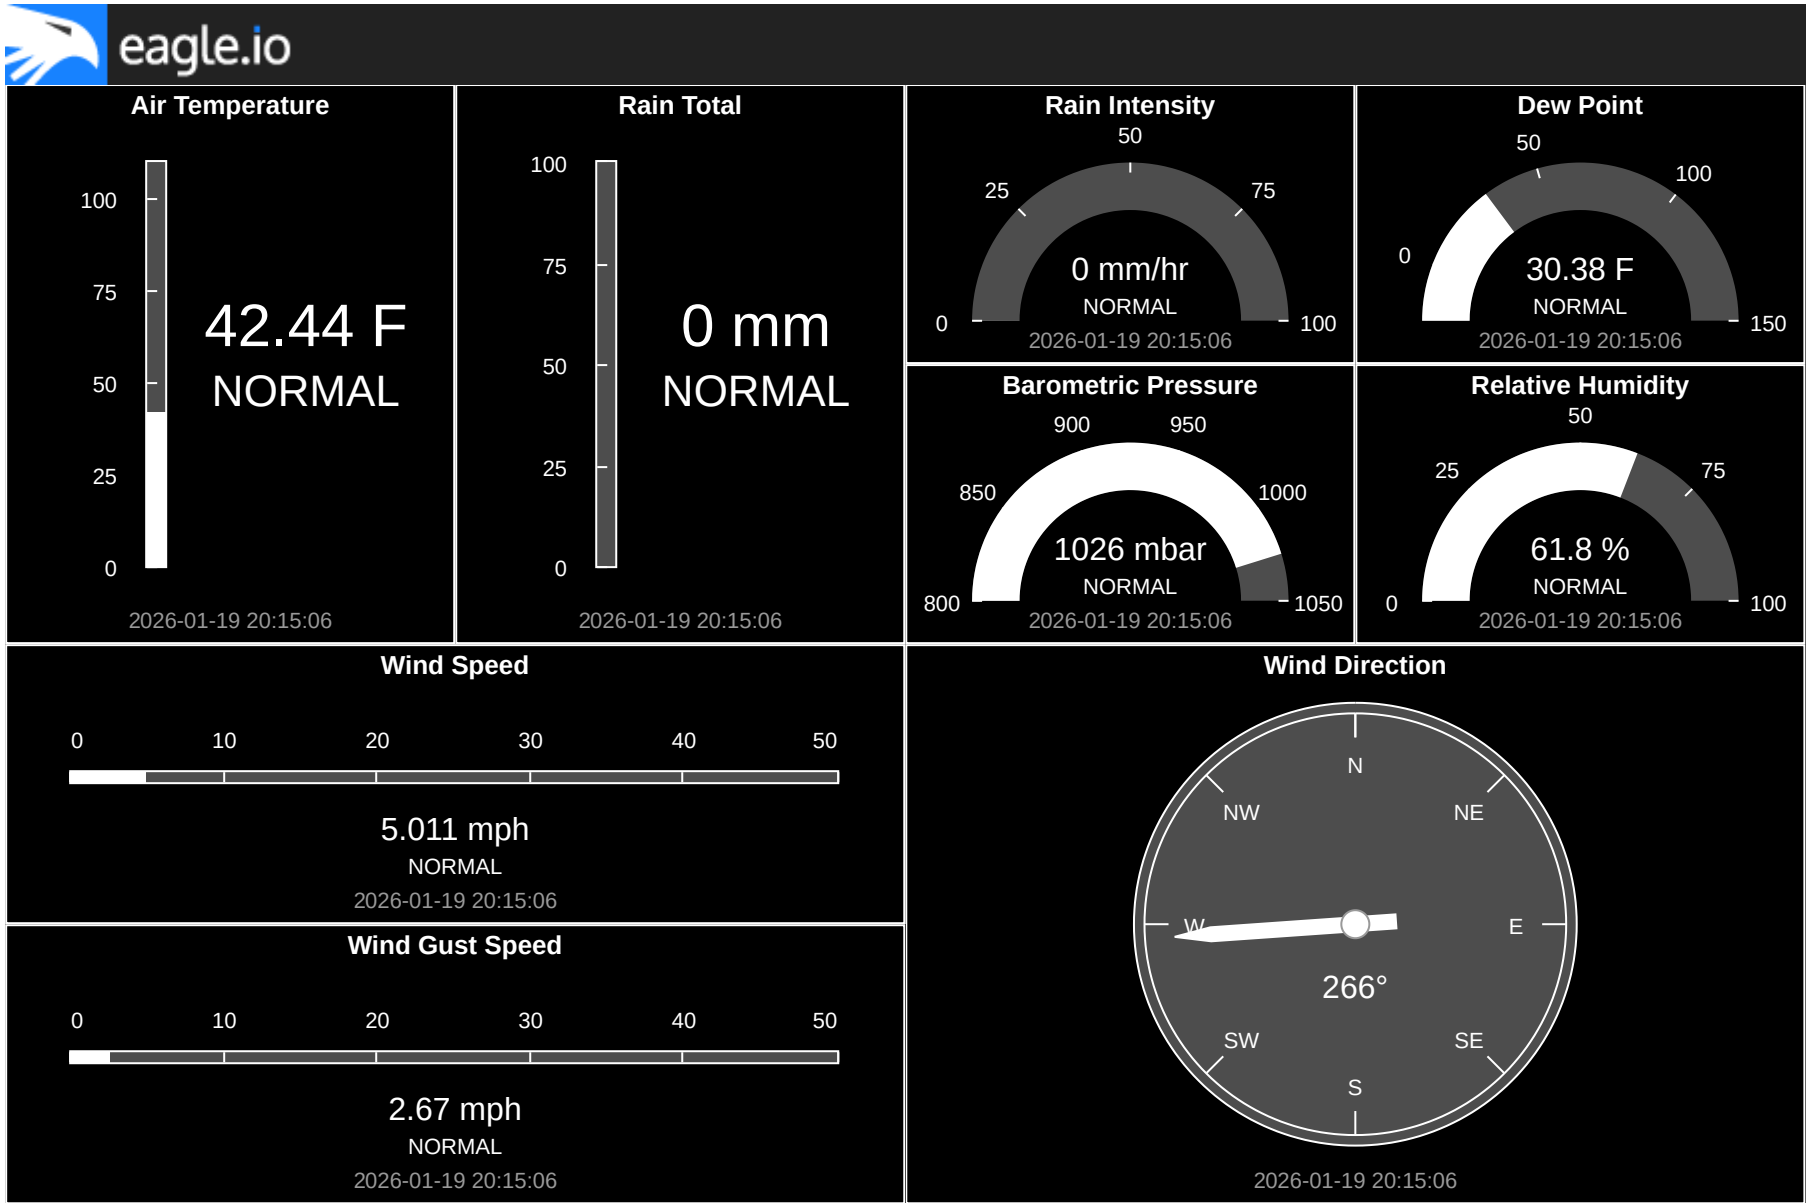 eagle.io
Air Temperature
100
75
50
25
0
42.44 F
NORMAL
2026-01-19 20:15:06
Rain Total
100
75
50
25
0
0 mm
NORMAL
2026-01-19 20:15:06
Rain Intensity
0
25
50
75
100
0 mm/hr
NORMAL
2026-01-19 20:15:06
Dew Point
0
50
100
150
30.38 F
NORMAL
2026-01-19 20:15:06
Barometric Pressure
800
850
900
950
1000
1050
1026 mbar
NORMAL
2026-01-19 20:15:06
Relative Humidity
0
25
50
75
100
61.8 %
NORMAL
2026-01-19 20:15:06
Wind Speed
0 10 20 30 40 50
5.011 mph
NORMAL
2026-01-19 20:15:06
Wind Gust Speed
0 10 20 30 40 50
2.67 mph
NORMAL
2026-01-19 20:15:06
Wind Direction
N
NW NE
W E
266°
SW SE
S
2026-01-19 20:15:06